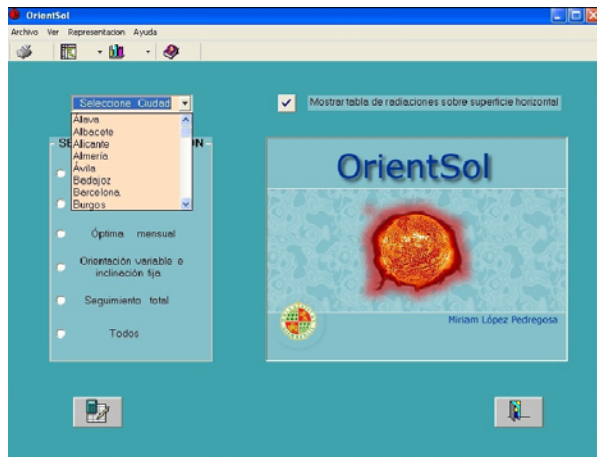 OrientSol
Archivo Ver Representacion Ayuda
Seleccione Ciudad
Mostrar tabla de radiaciones sobre superficie horizontal
Álava
Albacete
Alicante
Almería
Ávila
Badajoz
Barcelona
Burgos
OrientSol
Óptima mensual
Orientación variable e
inclinación fija
Seguimiento total
Todos
Miriam López Pedregosa